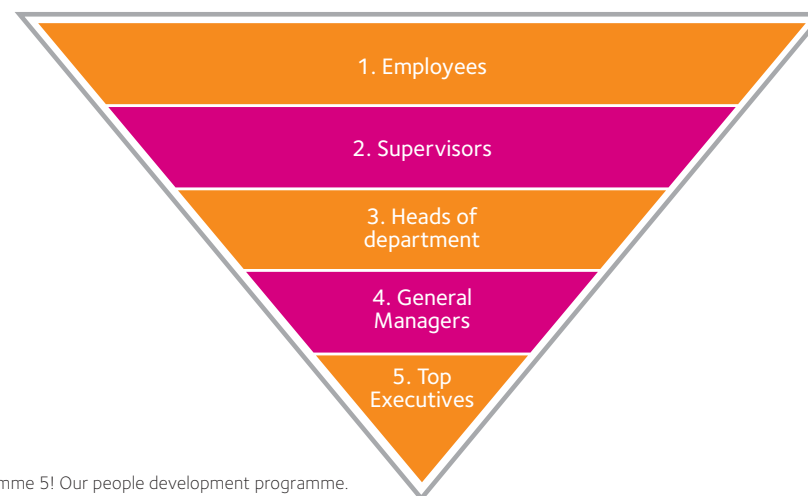 1. Employees
2. Supervisors
3. Heads of
department
4. General
Managers
5. Top
Executives
mme 5! Our people development programme.